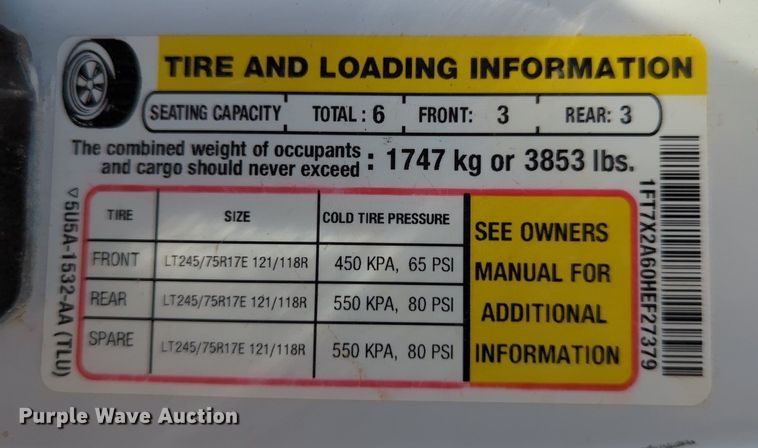 TIRE AND LOADING INFORMATION
SEATING CAPACITY TOTAL : 6 FRONT: 3 REAR: 3
The combined weight of occupants
and cargo should never exceed : 1747 kg or 3853 lbs.
TIRE SIZE COLD TIRE PRESSURE
FRONT LT245/75R17E 121/118R 450 KPA, 65 PSI
REAR LT245/75R17E 121/118R 550 KPA, 80 PSI
SPARE LT245/75R17E 121/118R 550 KPA, 80 PSI
SEE OWNERS
MANUAL FOR
ADDITIONAL
INFORMATION
5U5A-1532-AA (TLU)
1FT7X2A60HEF27379
Purple Wave Auction